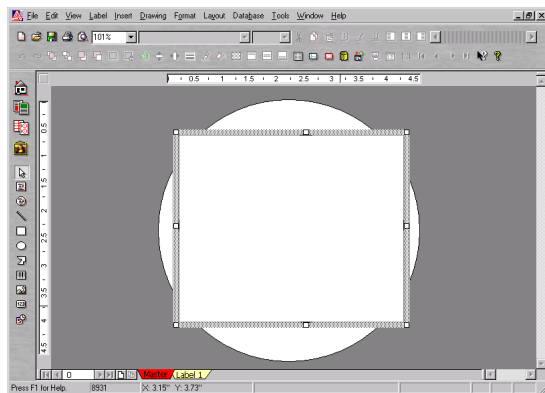 File Edit View Label Insert Drawing Format Layout Database Tools Window Help
101%
0.5 1 1.5 2 2.5 3 3.5 4 4.5
0.5
1
1.5
2
2.5
3
3.5
4
4.5
0 Master Label 1
Press F1 for Help. 8931 X: 3.15" Y: 3.73"